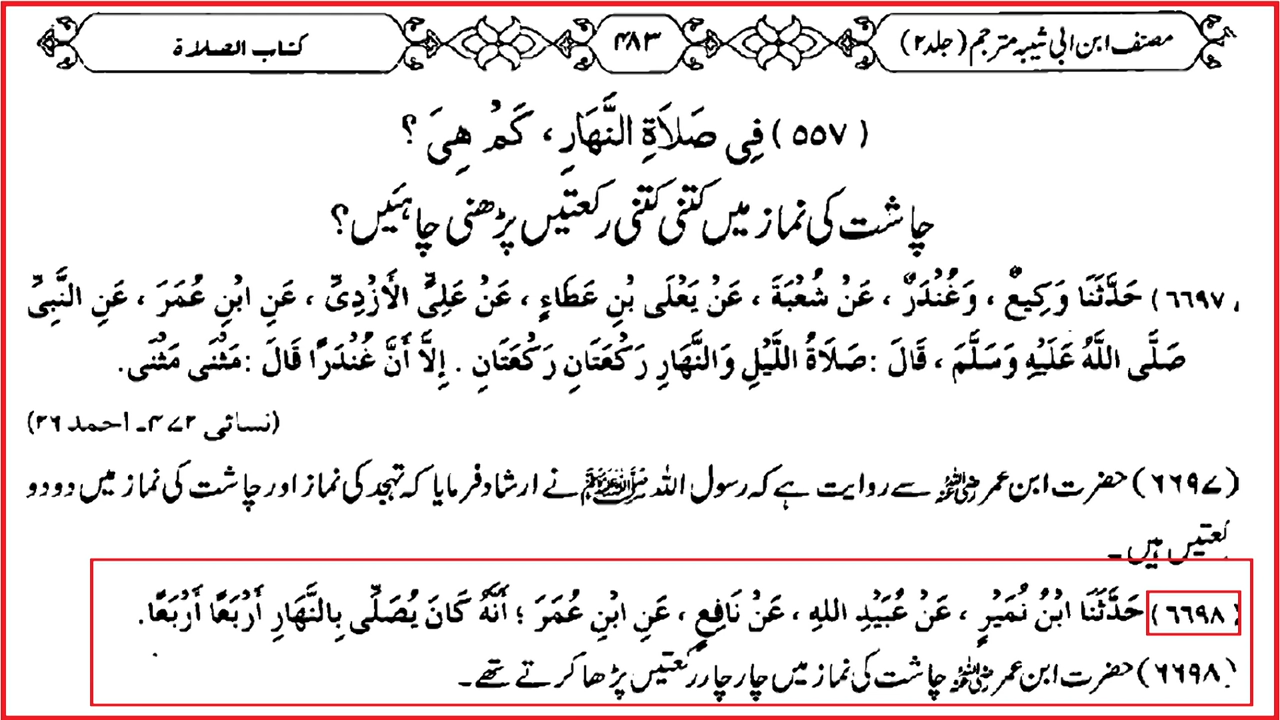 مصنف ابن ابی شیبہ مترجم (جلد ۲) ۴۸۳ کتاب الصلاۃ
(٥٥٧) فِي صَلاَةِ النَّهَارِ ، كَمْ هِيَ ؟
چاشت کی نماز میں کتنی کتنی رکعتیں پڑھنی چاہئیں؟
(٦٦٩٧) حَدَّثَنَا وَكِيعٌ ، وَغُنْدَرٌ ، عَنْ شُعْبَةَ ، عَنْ يَعْلَى بْنِ عَطَاءٍ ، عَنْ عَلِيٍّ الأَزْدِيِّ ، عَنِ ابْنِ عُمَرَ ، عَنِ النَّبِيِّ
صَلَّى اللَّهُ عَلَيْهِ وَسَلَّمَ ، قَالَ : صَلاَةُ اللَّيْلِ وَالنَّهَارِ رَكْعَتَانِ رَكْعَتَانِ . إِلاَّ أَنَّ غُنْدَرًا قَالَ : مَثْنَى مَثْنَى.
(نسائی ۴۷۲۔ احمد ۲۶)
(۶۶۹۷) حضرت ابن عمر رضی اللہ عنہ سے روایت ہے کہ رسول اللہ صلی اللہ علیہ وسلم نے ارشاد فرمایا کہ تہجد کی نماز اور چاشت کی نماز میں دو دو
کعتیں ہیں۔
(٦٦٩٨) حَدَّثَنَا ابْنُ نُمَيْرٍ ، عَنْ عُبَيْدِ اللهِ ، عَنْ نَافِعٍ ، عَنِ ابْنِ عُمَرَ ؛ أَنَّهُ كَانَ يُصَلِّي بِالنَّهَارِ أَرْبَعًا أَرْبَعًا.
(۶۶۹۸) حضرت ابن عمر رضی اللہ عنہ چاشت کی نماز میں چار چار رکعتیں پڑھا کرتے تھے۔